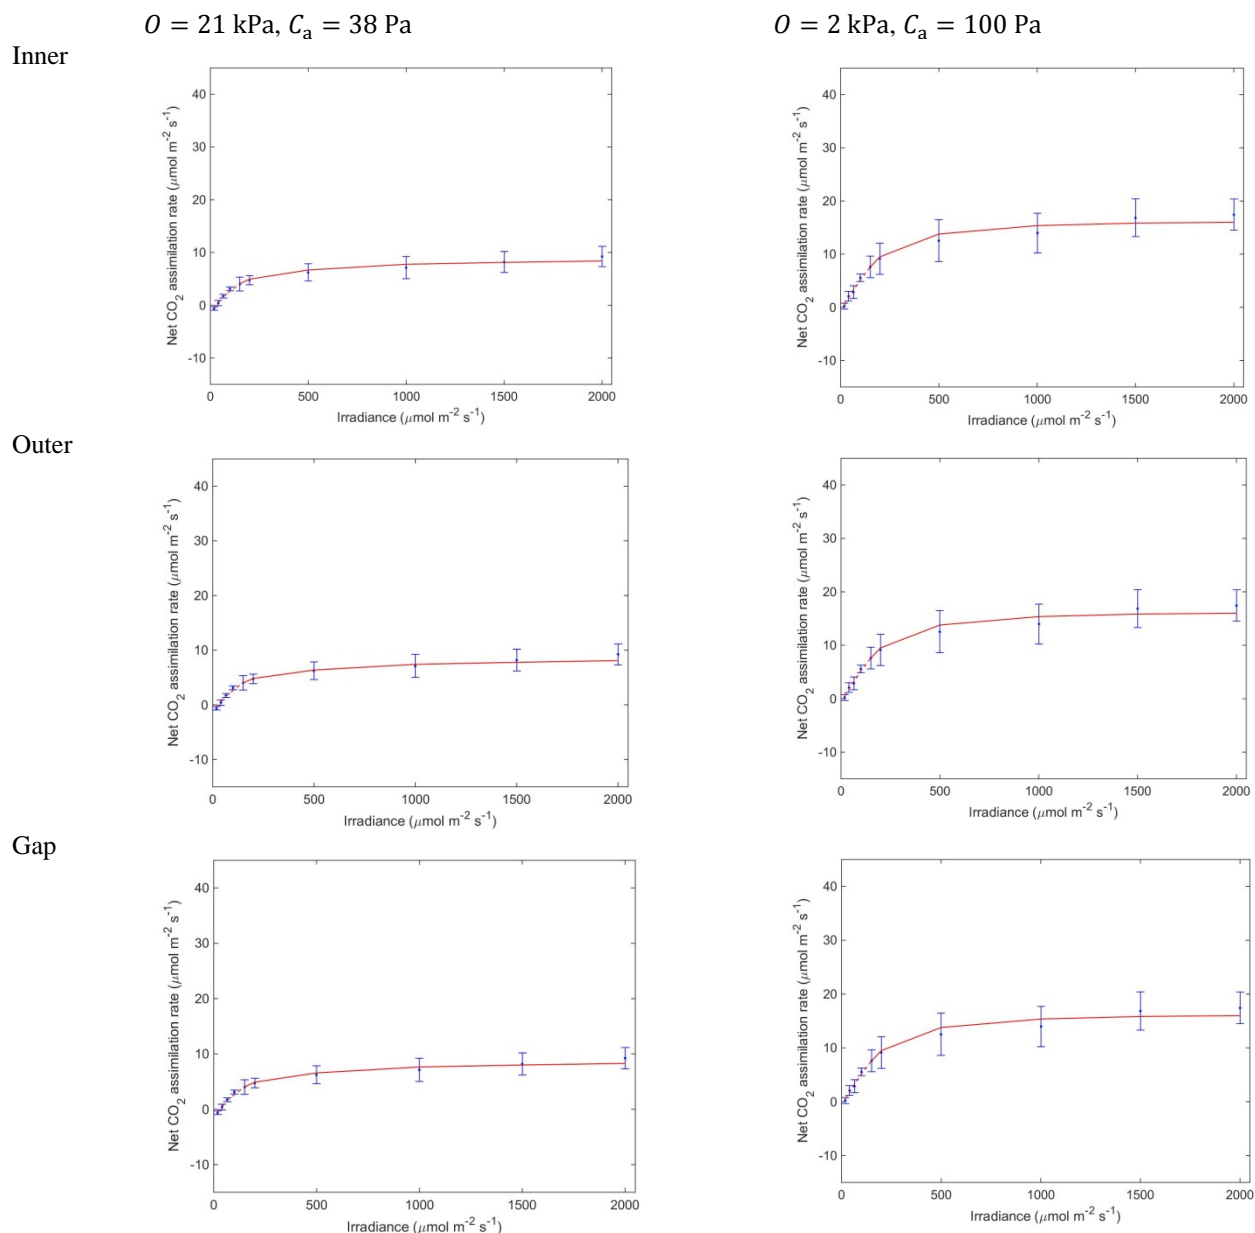 O = 21 kPa, Cₐ = 38 Pa
O = 2 kPa, Cₐ = 100 Pa
Inner
Net CO₂ assimilation rate (μmol m⁻² s⁻¹)
40
30
20
10
0
-10
0 500 1000 1500 2000
Irradiance (μmol m⁻² s⁻¹)
Net CO₂ assimilation rate (μmol m⁻² s⁻¹)
40
30
20
10
0
-10
0 500 1000 1500 2000
Irradiance (μmol m⁻² s⁻¹)
Outer
Net CO₂ assimilation rate (μmol m⁻² s⁻¹)
40
30
20
10
0
-10
0 500 1000 1500 2000
Irradiance (μmol m⁻² s⁻¹)
Net CO₂ assimilation rate (μmol m⁻² s⁻¹)
40
30
20
10
0
-10
0 500 1000 1500 2000
Irradiance (μmol m⁻² s⁻¹)
Gap
Net CO₂ assimilation rate (μmol m⁻² s⁻¹)
40
30
20
10
0
-10
0 500 1000 1500 2000
Irradiance (μmol m⁻² s⁻¹)
Net CO₂ assimilation rate (μmol m⁻² s⁻¹)
40
30
20
10
0
-10
0 500 1000 1500 2000
Irradiance (μmol m⁻² s⁻¹)